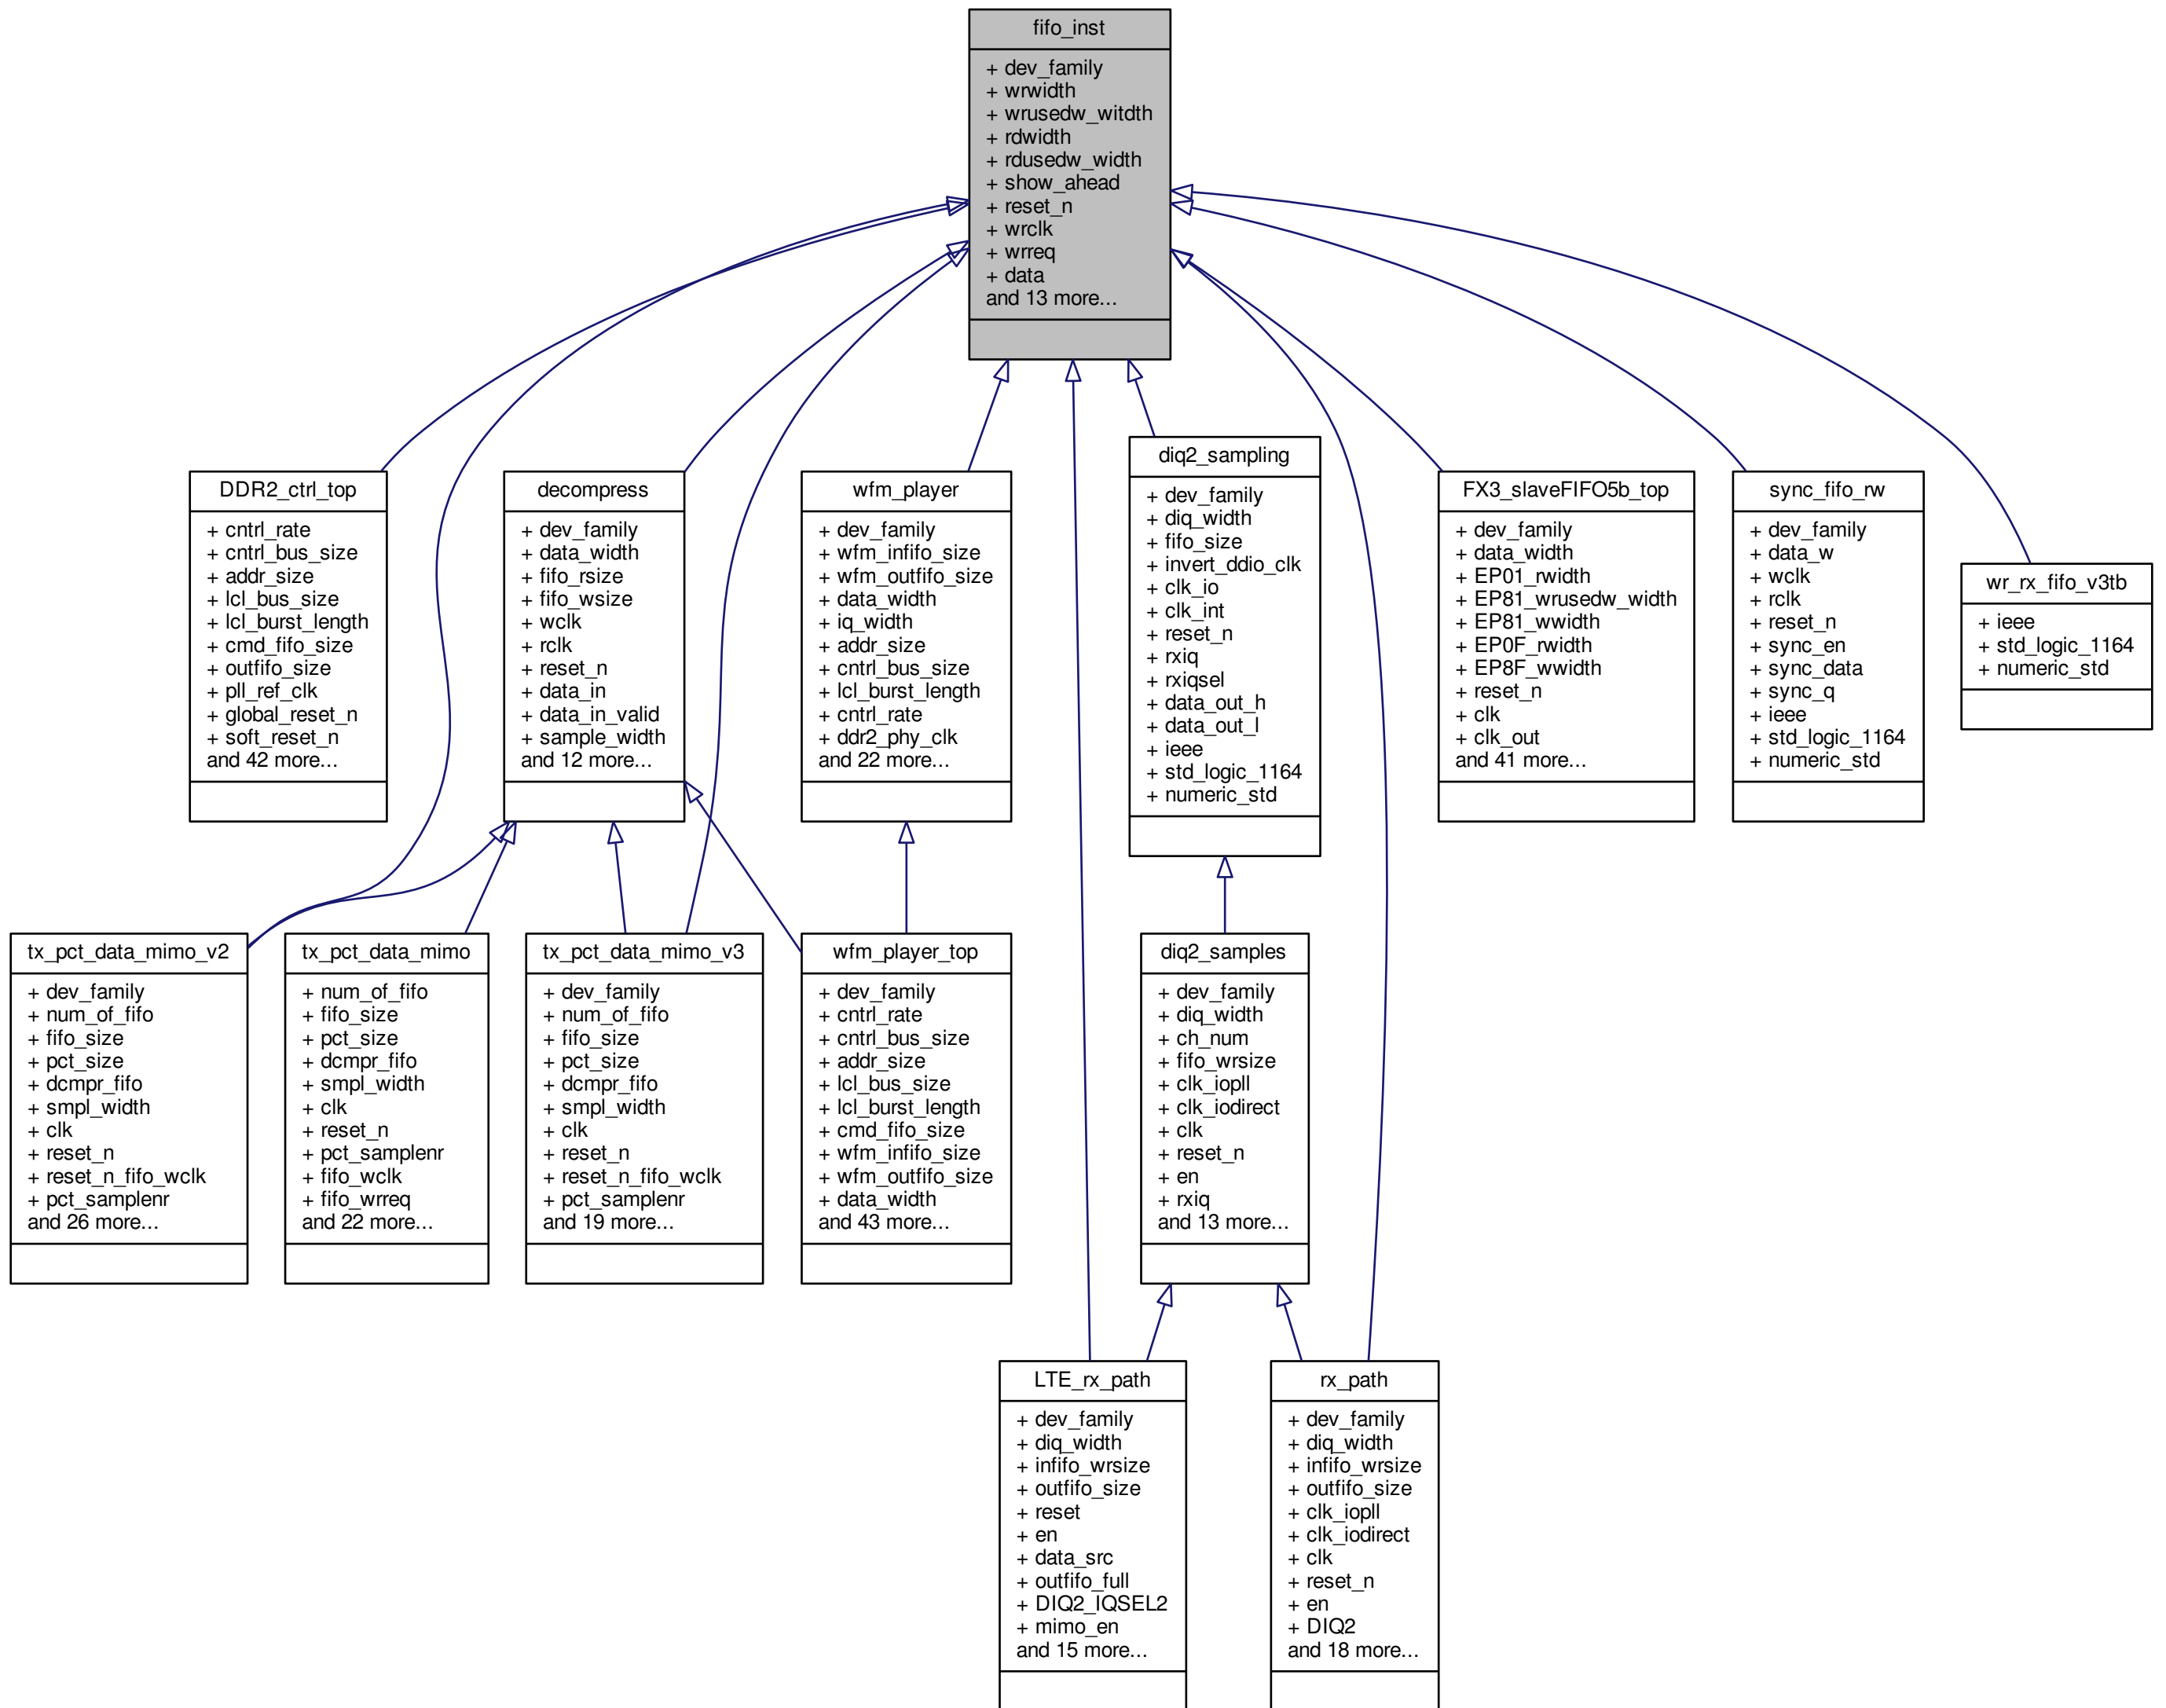 fifo_inst
+ dev_family
+ wrwidth
+ wrusedw_witdth
+ rdwidth
+ rdusedw_width
+ show_ahead
+ reset_n
+ wrclk
+ wrreq
+ data
and 13 more...
DDR2_ctrl_top
+ cntrl_rate
+ cntrl_bus_size
+ addr_size
+ lcl_bus_size
+ lcl_burst_length
+ cmd_fifo_size
+ outfifo_size
+ pll_ref_clk
+ global_reset_n
+ soft_reset_n
and 42 more...
decompress
+ dev_family
+ data_width
+ fifo_rsize
+ fifo_wsize
+ wclk
+ rclk
+ reset_n
+ data_in
+ data_in_valid
+ sample_width
and 12 more...
wfm_player
+ dev_family
+ wfm_infifo_size
+ wfm_outfifo_size
+ data_width
+ iq_width
+ addr_size
+ cntrl_bus_size
+ lcl_burst_length
+ cntrl_rate
+ ddr2_phy_clk
and 22 more...
diq2_sampling
+ dev_family
+ diq_width
+ fifo_size
+ invert_ddio_clk
+ clk_io
+ clk_int
+ reset_n
+ rxiq
+ rxiqsel
+ data_out_h
+ data_out_l
+ ieee
+ std_logic_1164
+ numeric_std
FX3_slaveFIFO5b_top
+ dev_family
+ data_width
+ EP01_rwidth
+ EP81_wrusedw_width
+ EP81_wwidth
+ EP0F_rwidth
+ EP8F_wwidth
+ reset_n
+ clk
+ clk_out
and 41 more...
sync_fifo_rw
+ dev_family
+ data_w
+ wclk
+ rclk
+ reset_n
+ sync_en
+ sync_data
+ sync_q
+ ieee
+ std_logic_1164
+ numeric_std
wr_rx_fifo_v3tb
+ ieee
+ std_logic_1164
+ numeric_std
tx_pct_data_mimo_v2
+ dev_family
+ num_of_fifo
+ fifo_size
+ pct_size
+ dcmpr_fifo
+ smpl_width
+ clk
+ reset_n
+ reset_n_fifo_wclk
+ pct_samplenr
and 26 more...
tx_pct_data_mimo
+ num_of_fifo
+ fifo_size
+ pct_size
+ dcmpr_fifo
+ smpl_width
+ clk
+ reset_n
+ pct_samplenr
+ fifo_wclk
+ fifo_wrreq
and 22 more...
tx_pct_data_mimo_v3
+ dev_family
+ num_of_fifo
+ fifo_size
+ pct_size
+ dcmpr_fifo
+ smpl_width
+ clk
+ reset_n
+ reset_n_fifo_wclk
+ pct_samplenr
and 19 more...
wfm_player_top
+ dev_family
+ cntrl_rate
+ cntrl_bus_size
+ addr_size
+ lcl_bus_size
+ lcl_burst_length
+ cmd_fifo_size
+ wfm_infifo_size
+ wfm_outfifo_size
+ data_width
and 43 more...
diq2_samples
+ dev_family
+ diq_width
+ ch_num
+ fifo_wrsize
+ clk_iopll
+ clk_iodirect
+ clk
+ reset_n
+ en
+ rxiq
and 13 more...
LTE_rx_path
+ dev_family
+ diq_width
+ infifo_wrsize
+ outfifo_size
+ reset
+ en
+ data_src
+ outfifo_full
+ DIQ2_IQSEL2
+ mimo_en
and 15 more...
rx_path
+ dev_family
+ diq_width
+ infifo_wrsize
+ outfifo_size
+ clk_iopll
+ clk_iodirect
+ clk
+ reset_n
+ en
+ DIQ2
and 18 more...